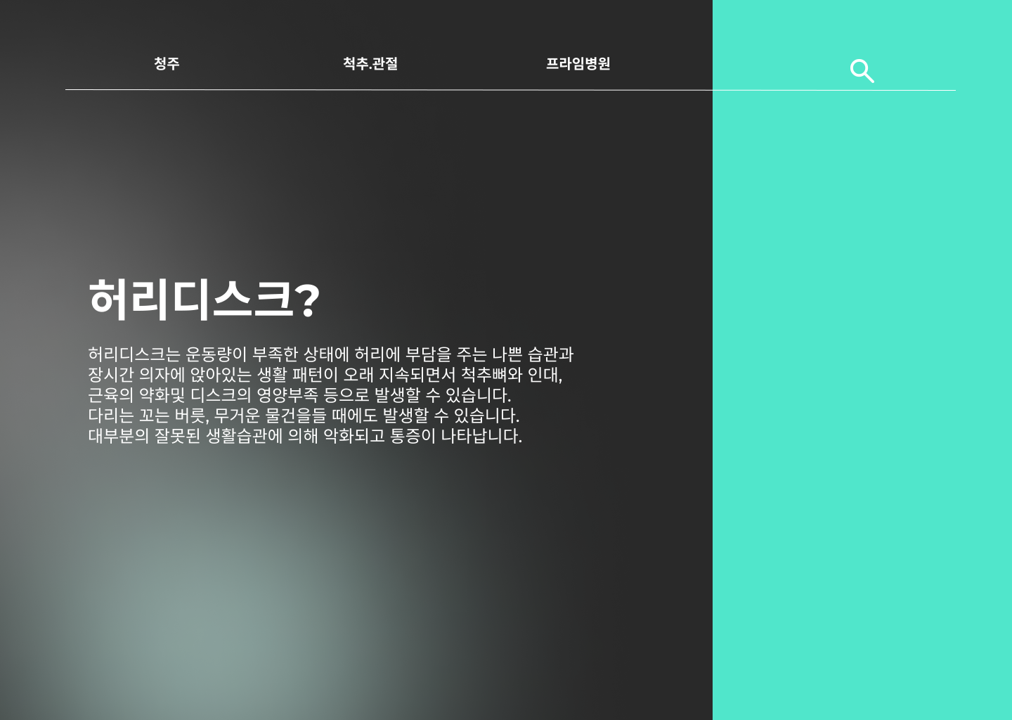 청주
척추.관절
프라임병원
허리디스크?
허리디스크는 운동량이 부족한 상태에 허리에 부담을 주는 나쁜 습관과
장시간 의자에 앉아있는 생활 패턴이 오래 지속되면서 척추뼈와 인대,
근육의 약화및 디스크의 영양부족 등으로 발생할 수 있습니다.
다리는 꼬는 버릇, 무거운 물건을들 때에도 발생할 수 있습니다.
대부분의 잘못된 생활습관에 의해 악화되고 통증이 나타납니다.